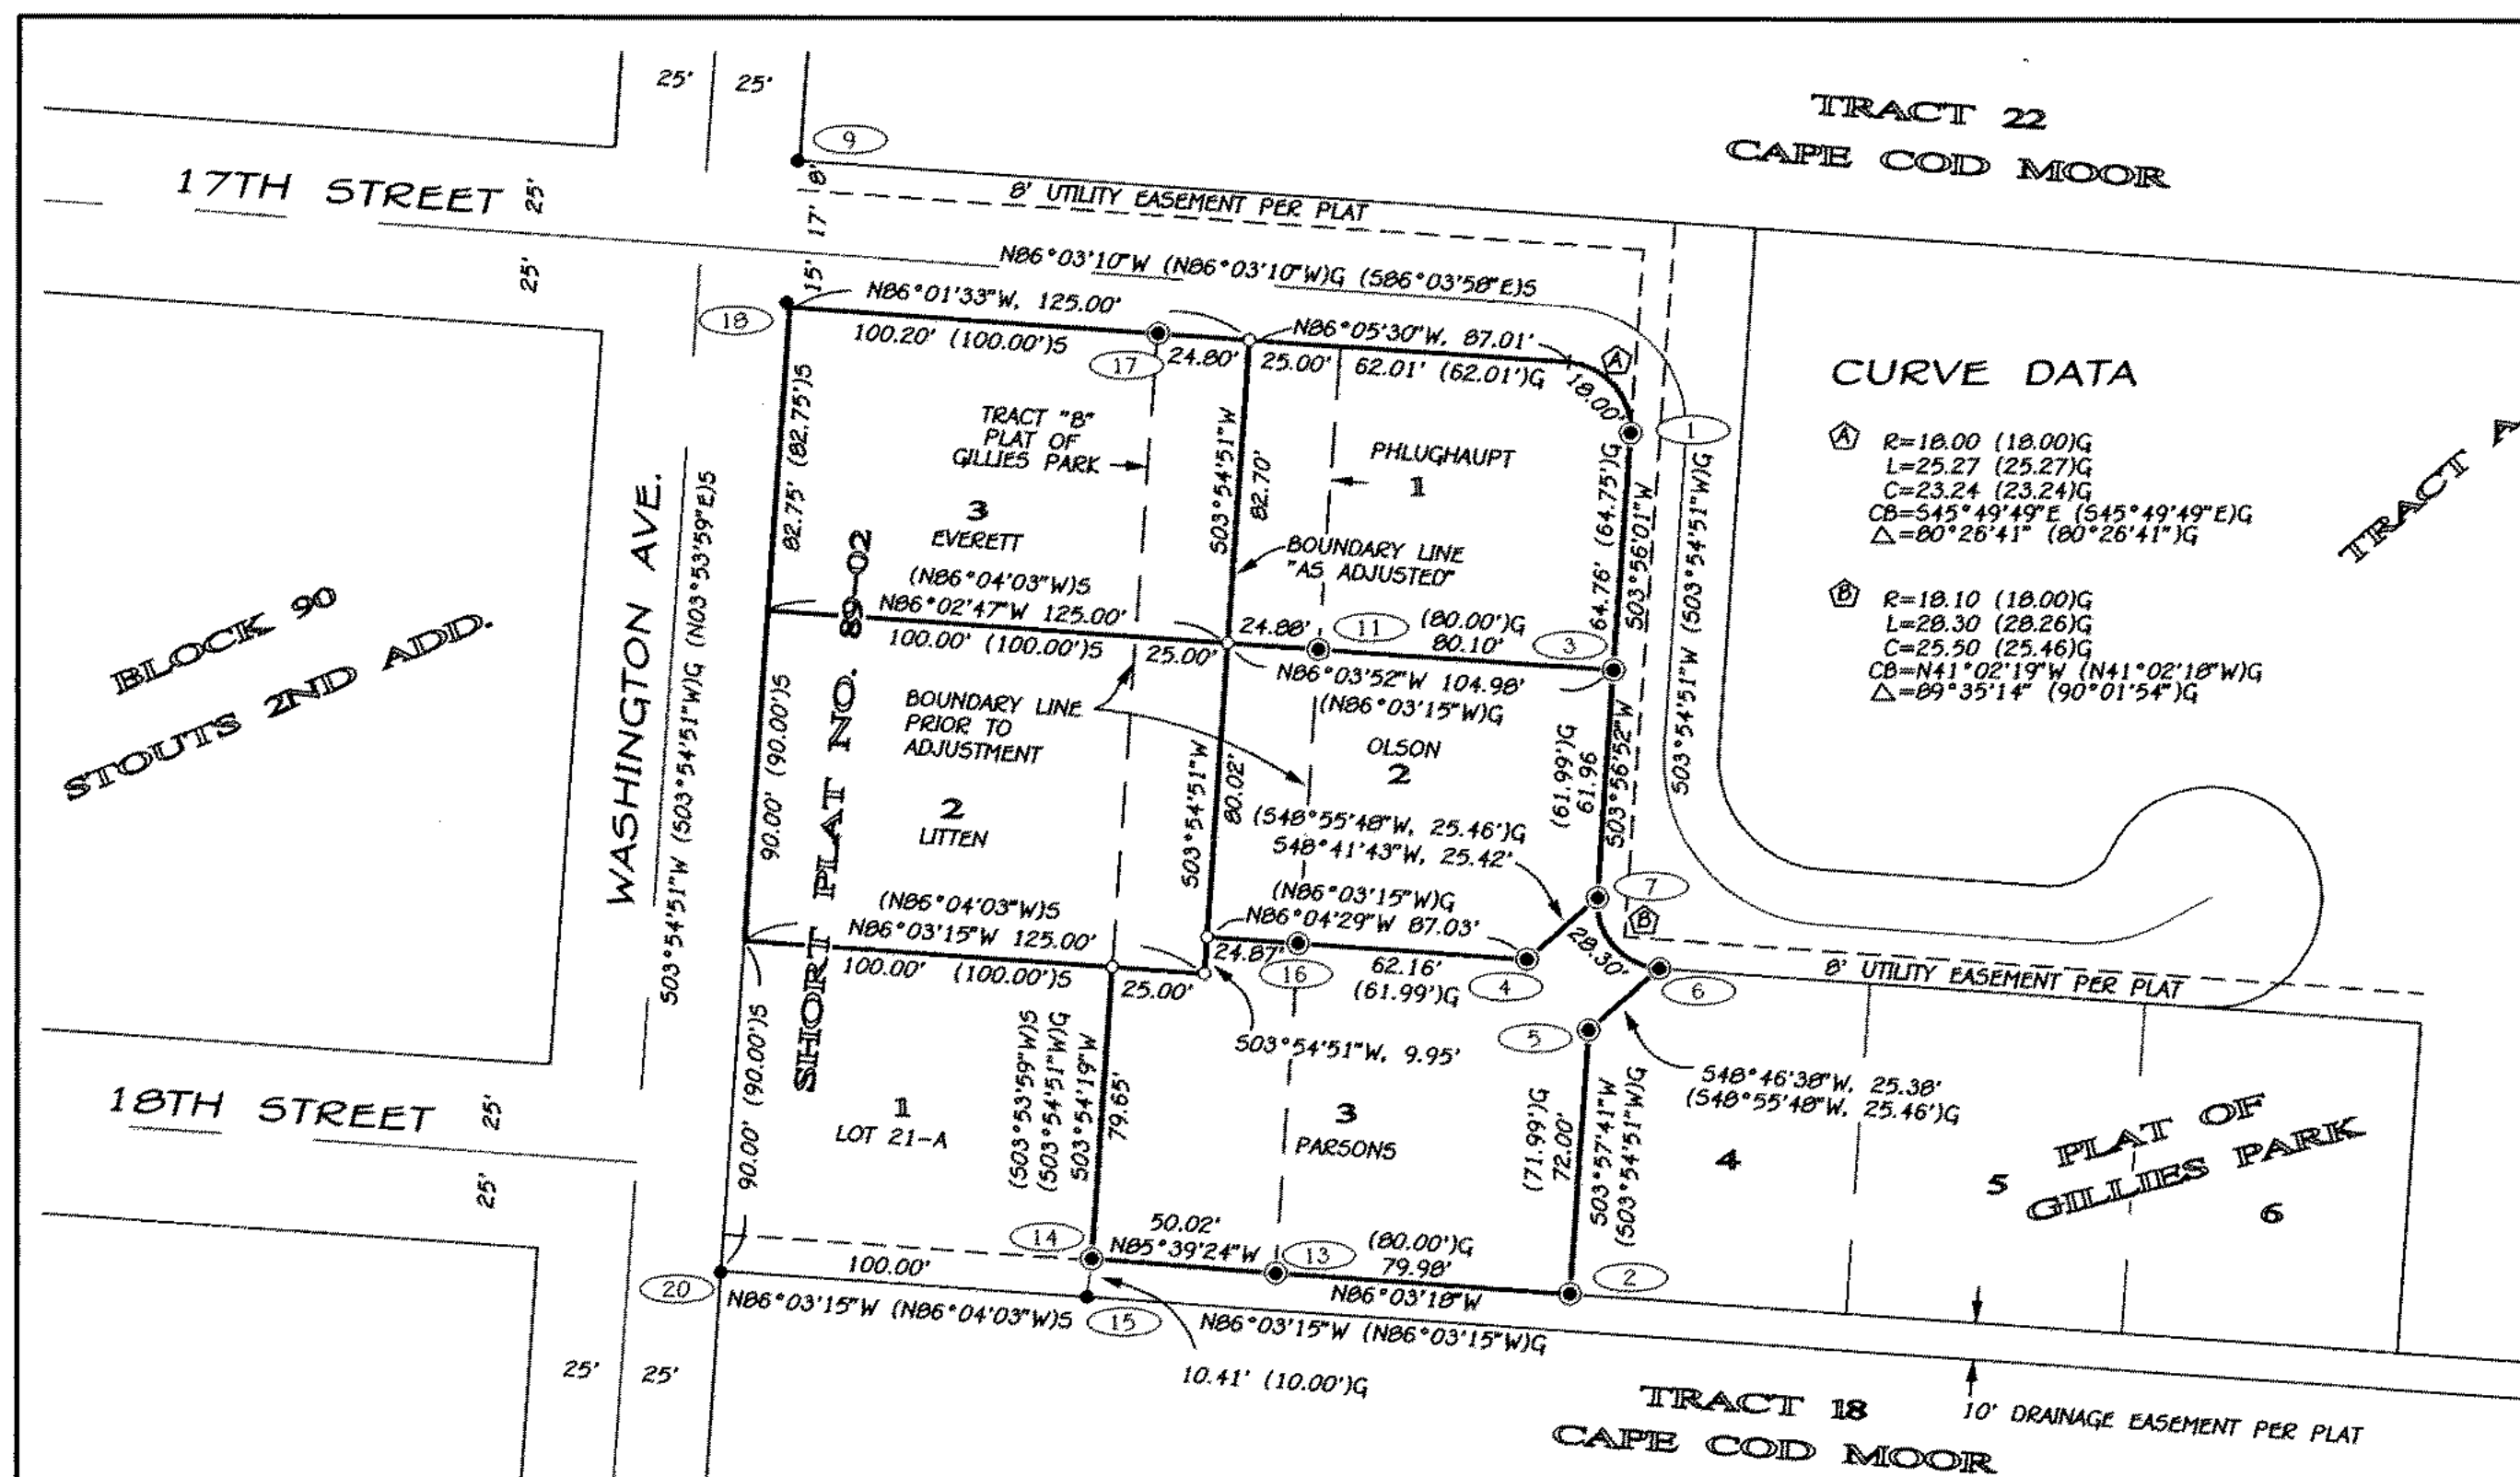 25' 25'
TRACT 22
CAPE COD MOOR
9
17TH STREET
25'
25'
8'
17'
15'
8' UTILITY EASEMENT PER PLAT
N86°03'10"W (N86°03'10"W)G (S86°03'58"E)S
18
N86°01'33"W, 125.00'
100.20' (100.00')S
17
24.80'
25.00'
N86°05'30"W, 87.01'
62.01' (62.01')G
A
18.00'
1
CURVE DATA
A R=18.00 (18.00)G
L=25.27 (25.27)G
C=23.24 (23.24)G
CB=S45°49'49"E (S45°49'49"E)G
△=80°26'41" (80°26'41")G
B R=18.10 (18.00)G
L=28.30 (28.26)G
C=25.50 (25.46)G
CB=N41°02'19"W (N41°02'18"W)G
△=89°35'14" (90°01'54")G
TRACT
82.75' (82.75')S
TRACT "B"
PLAT OF
GILLIES PARK
3
EVERETT
S03°54'51"W
82.70'
PHLUGHAUPT
1
BOUNDARY LINE
"AS ADJUSTED"
64.76' (64.75')G
S03°56'01"W
S03°54'51"W (S03°54'51"W)G
BLOCK 90
STOUTS 2ND ADD.
WASHINGTON AVE.
S03°54'51"W (S03°54'51"W)G (N03°53'59"E)S
SHORT PLAT NO. 89-02
(N86°04'03"W)S
N86°02'47"W 125.00'
100.00' (100.00')S
25.00'
24.88'
11
(80.00')G
80.10'
3
N86°03'52"W 104.98'
(N86°03'15"W)G
90.00' (90.00')S
BOUNDARY LINE
PRIOR TO
ADJUSTMENT
2
LITTEN
S03°54'51"W
80.02'
OLSON
2
(61.99')G
61.96
S03°56'52"W
(S48°55'48"W, 25.46')G
S48°41'43"W, 25.42'
7
B
28.30'
(N86°04'03"W)S
N86°03'15"W 125.00'
100.00' (100.00')S
25.00'
(N86°03'15"W)G
N86°04'29"W 87.03'
24.87'
16
62.16'
(61.99')G
4
6
8' UTILITY EASEMENT PER PLAT
5
S03°54'51"W, 9.95'
S48°46'38"W, 25.38'
(S48°55'48"W, 25.46')G
18TH STREET
25'
25'
90.00' (90.00')S
1
LOT 21-A
(S03°53'59"W)S
(S03°54'51"W)G
S03°54'19"W
79.65'
3
PARSONS
(71.99')G
72.00'
S03°57'41"W
(S03°54'51"W)G
4
5
PLAT OF
GILLIES PARK
6
14
50.02'
N85°39'24"W
13
(80.00')G
79.98'
N86°03'18"W
2
20
100.00'
N86°03'15"W (N86°04'03"W)S
15
N86°03'15"W (N86°03'15"W)G
10.41' (10.00')G
25' 25'
TRACT 18
CAPE COD MOOR
10' DRAINAGE EASEMENT PER PLAT